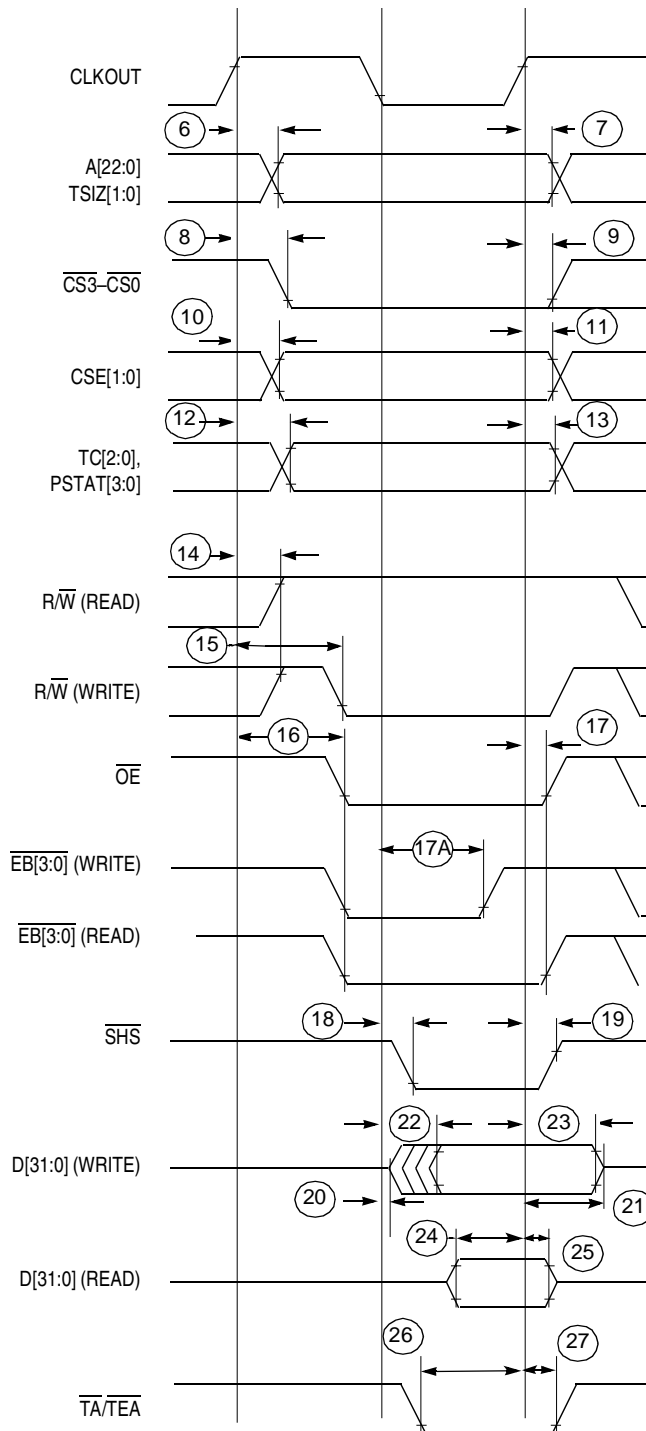 CLKOUT
6
7
A[22:0]
TSIZ[1:0]
8
9
CS3–CS0
10
11
CSE[1:0]
12
13
TC[2:0],
PSTAT[3:0]
14
R/W (READ)
15
R/W (WRITE)
16
17
OE
17A
EB[3:0] (WRITE)
EB[3:0] (READ)
18
19
SHS
22
23
D[31:0] (WRITE)
20
21
24
25
D[31:0] (READ)
26
27
TA/TEA